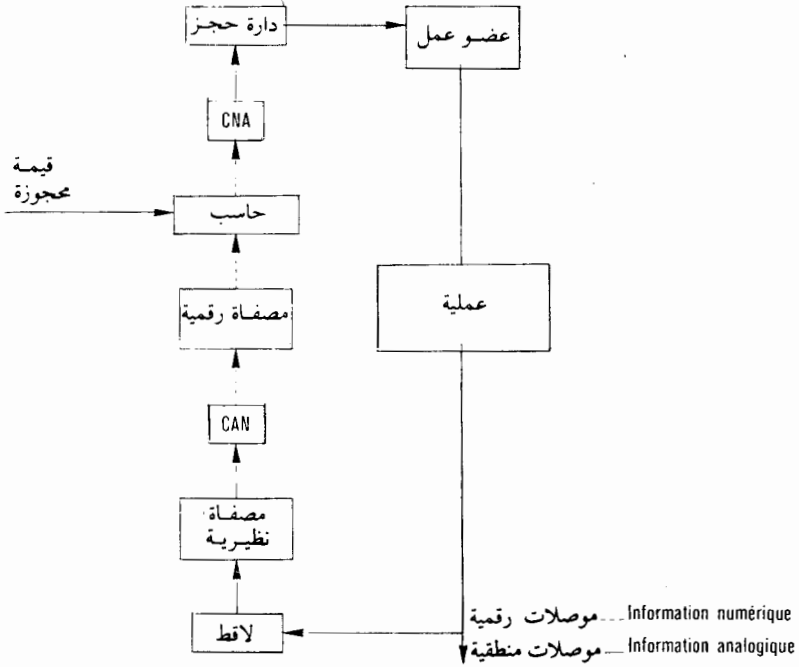 دارة حجز
عضو عمل
CNA
قيمة
محجوزة
حاسب
مصفاة رقمية
عملية
CAN
مصفاة
نظيرية
لاقط
موصلات رقمية --- Information numérique
موصلات منطقية — Information analogique